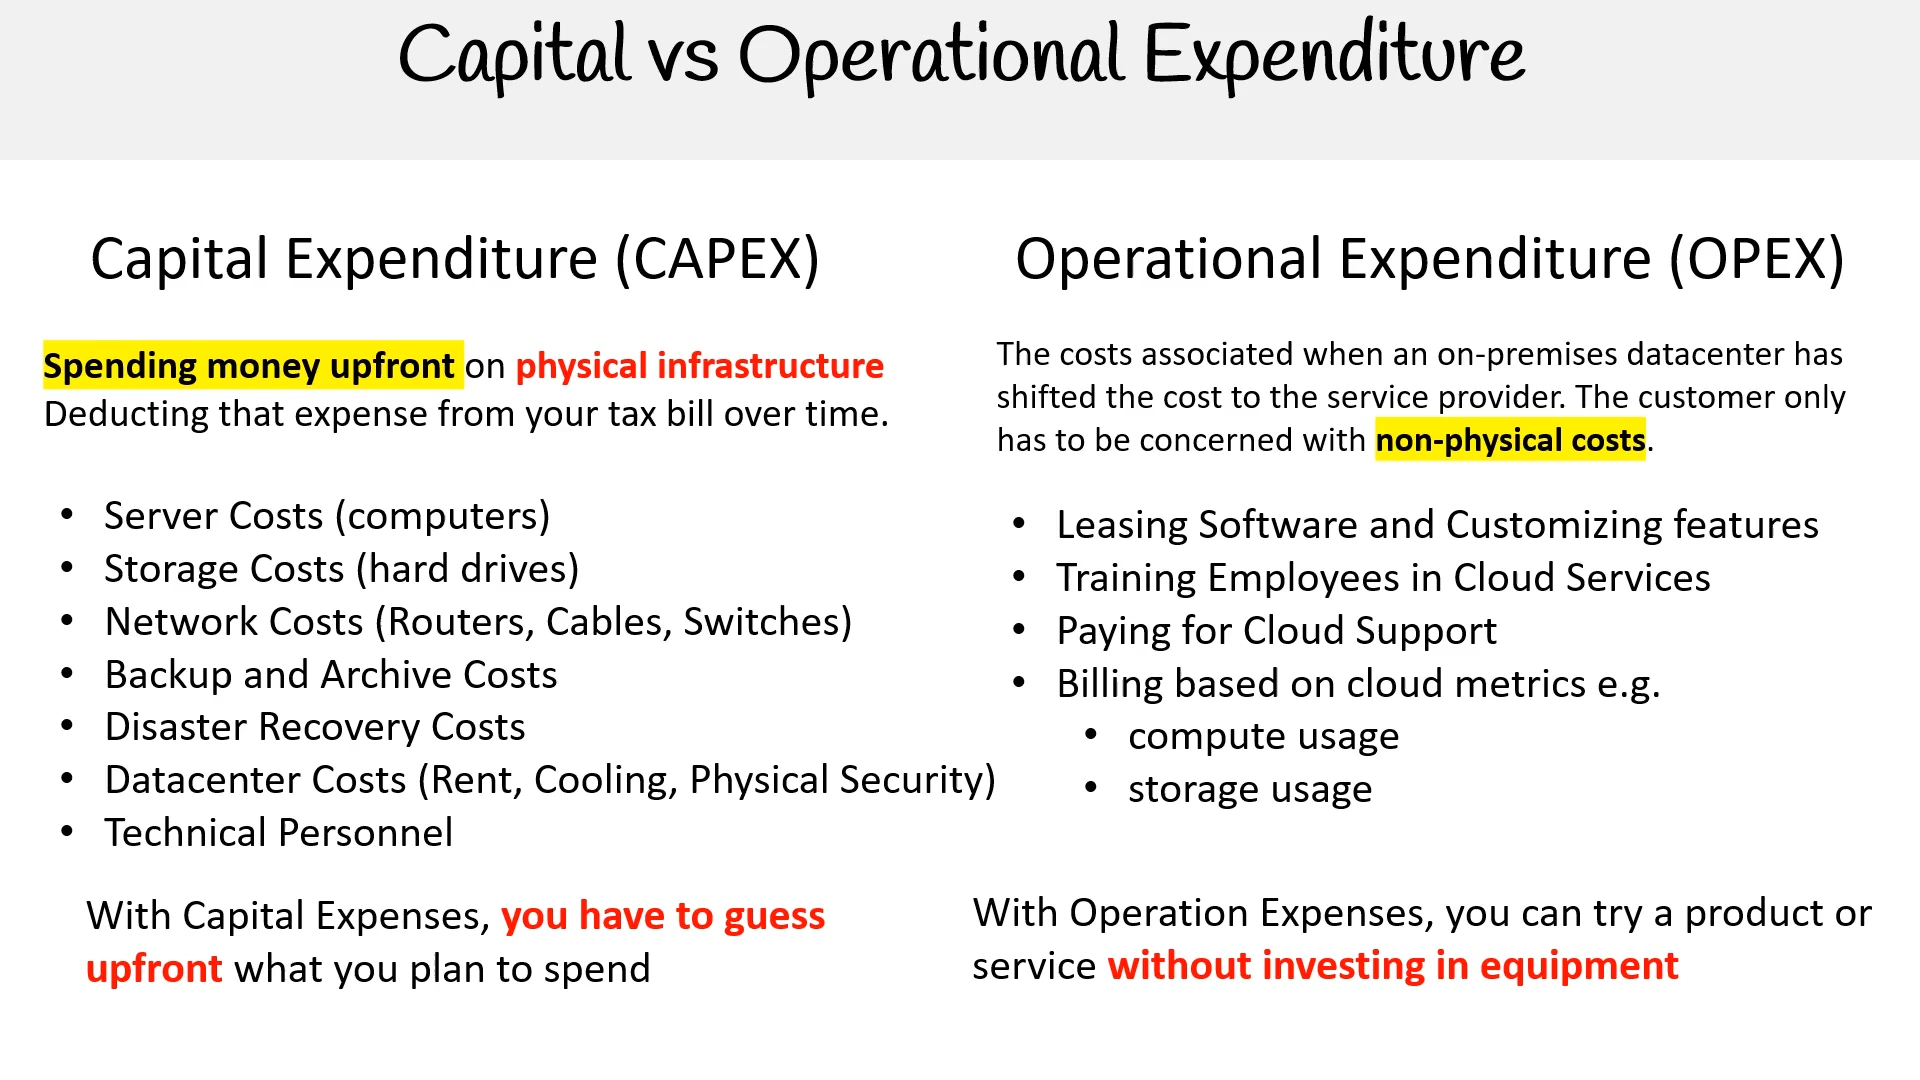 Capital vs Operational Expenditure
Capital Expenditure (CAPEX)
Spending money upfront on physical infrastructure
Deducting that expense from your tax bill over time.
• Server Costs (computers)
• Storage Costs (hard drives)
• Network Costs (Routers, Cables, Switches)
• Backup and Archive Costs
• Disaster Recovery Costs
• Datacenter Costs (Rent, Cooling, Physical Security)
• Technical Personnel
With Capital Expenses, you have to guess
upfront what you plan to spend
Operational Expenditure (OPEX)
The costs associated when an on-premises datacenter has
shifted the cost to the service provider. The customer only
has to be concerned with non-physical costs.
• Leasing Software and Customizing features
• Training Employees in Cloud Services
• Paying for Cloud Support
• Billing based on cloud metrics e.g.
• compute usage
• storage usage
With Operation Expenses, you can try a product or
service without investing in equipment